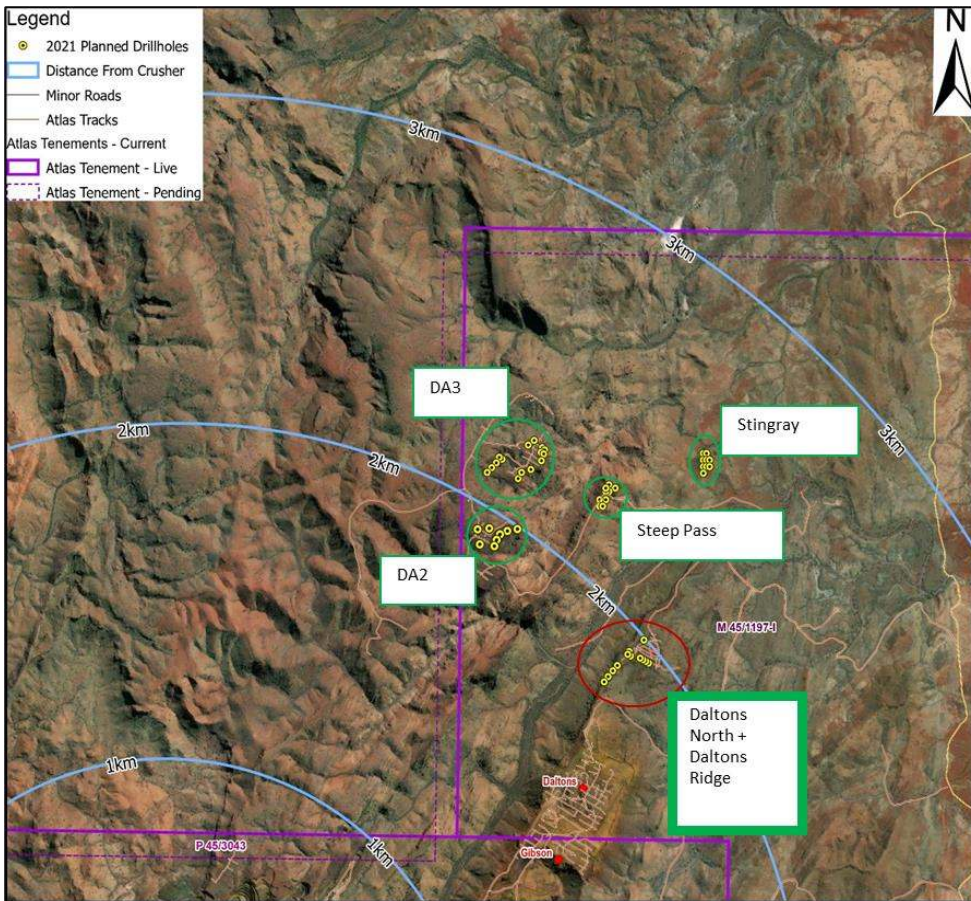 Legend
2021 Planned Drillholes
Distance From Crusher
Minor Roads
Atlas Tracks
Atlas Tenements - Current
Atlas Tenement - Live
Atlas Tenement - Pending
N
3km
3km
3km
2km
2km
2km
1km
1km
DA3
Stingray
Steep Pass
DA2
M 45/1197-I
Daltons
North +
Daltons
Ridge
Daltons
Gibson
P 45/3043